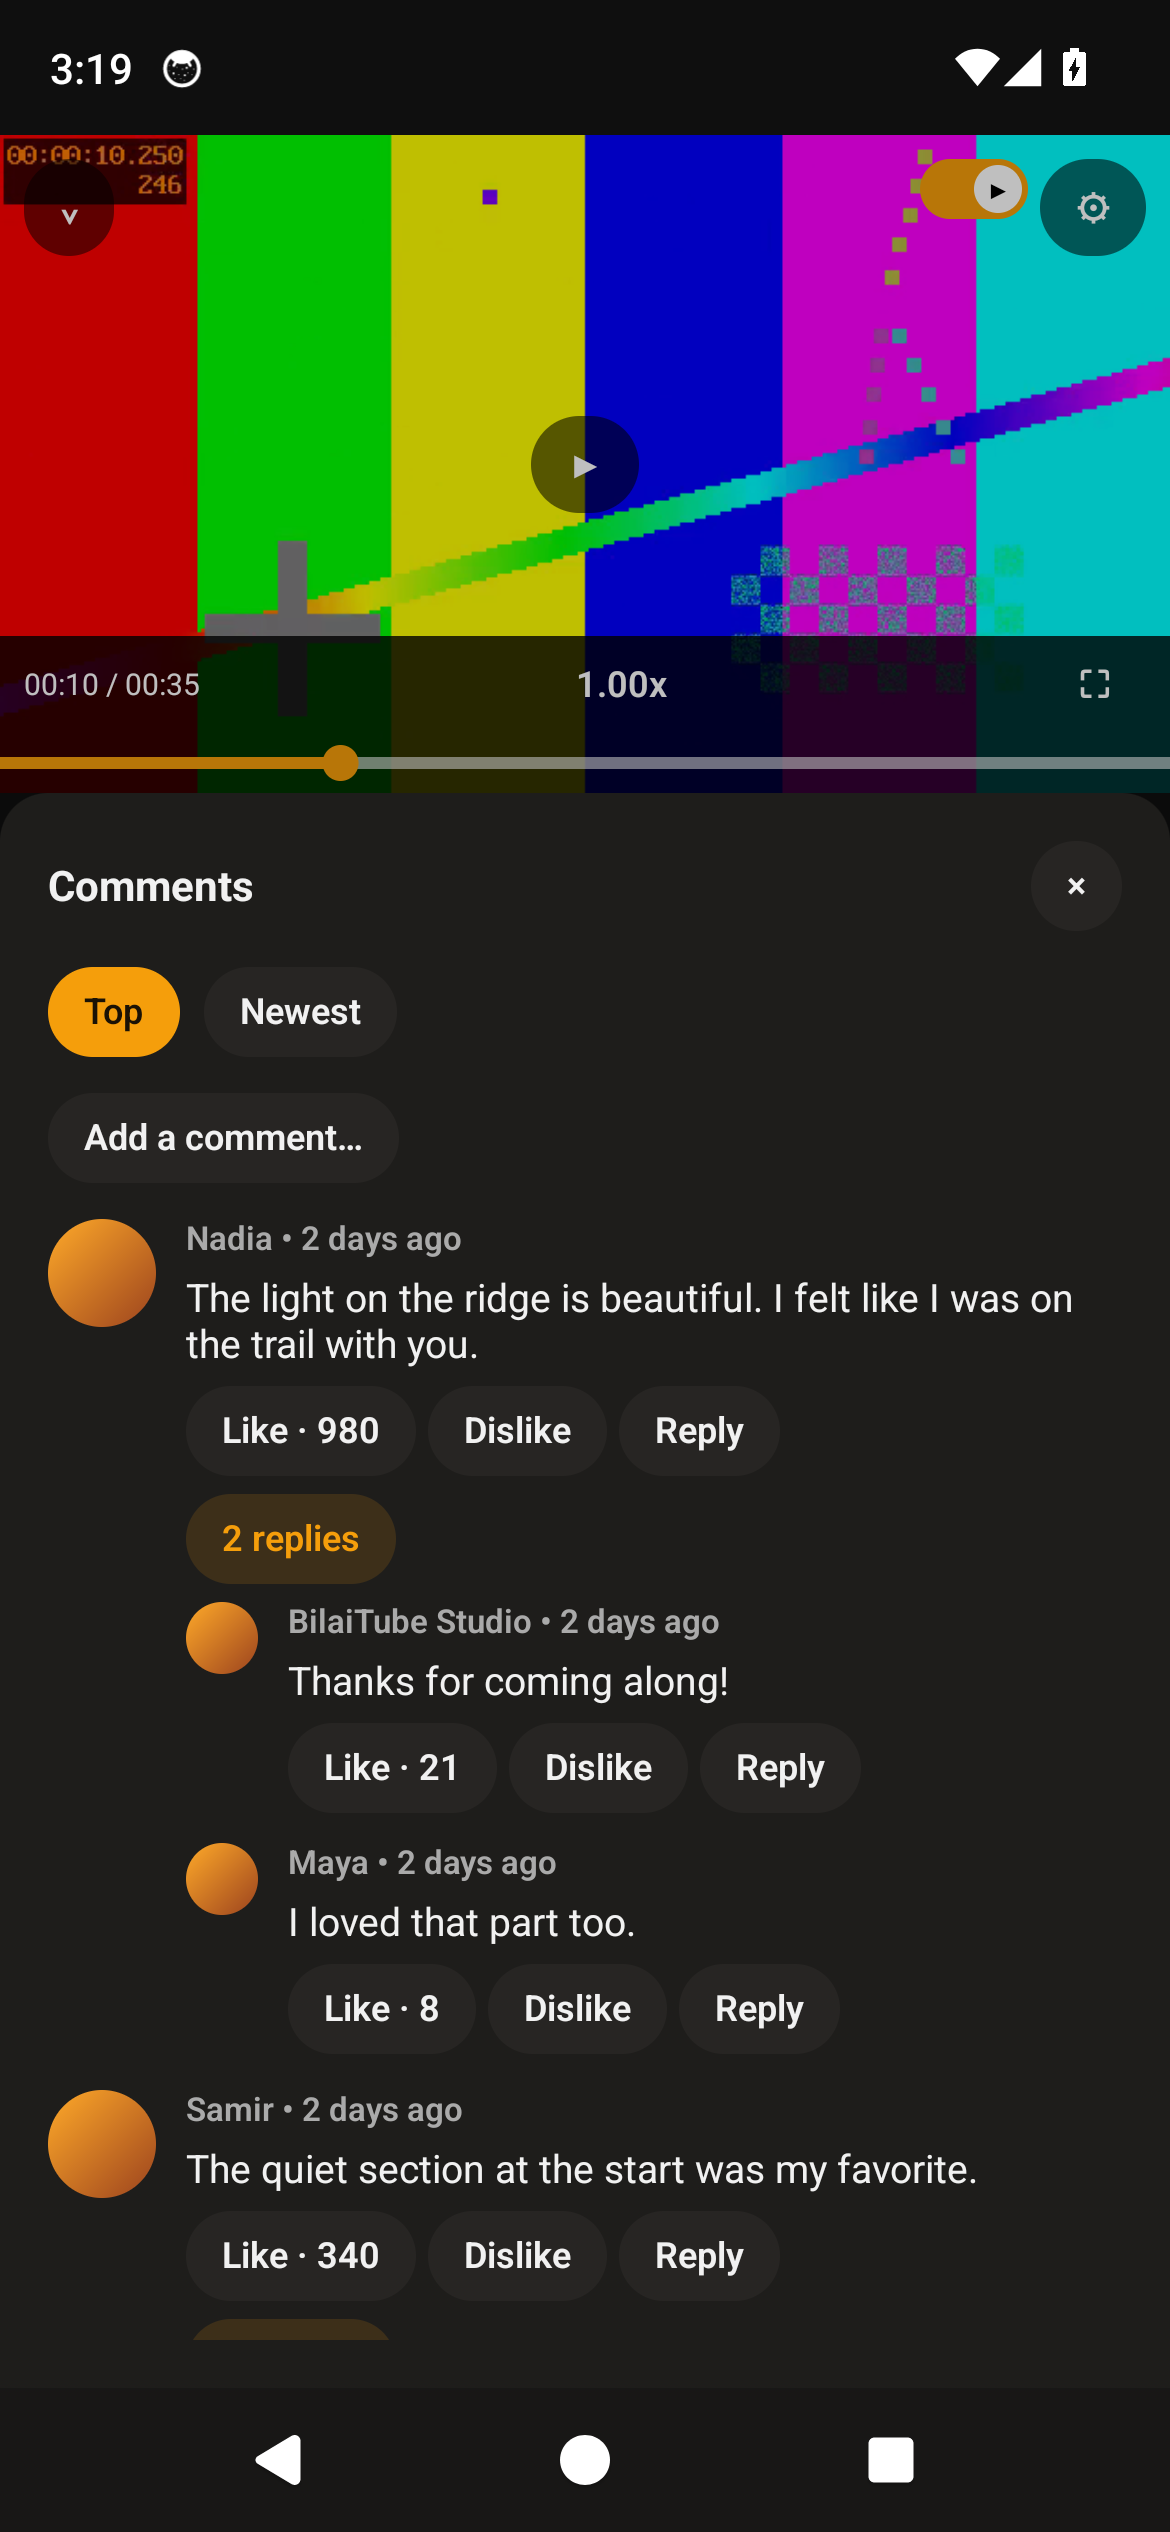 3:19
00:00:10.250
246
00:10 / 00:35
1.00x
Comments
Top
Newest
Add a comment...
Nadia • 2 days ago
The light on the ridge is beautiful. I felt like I was on
the trail with you.
Like · 980
Dislike
Reply
2 replies
BilaiTube Studio • 2 days ago
Thanks for coming along!
Like · 21
Dislike
Reply
Maya • 2 days ago
I loved that part too.
Like · 8
Dislike
Reply
Samir • 2 days ago
The quiet section at the start was my favorite.
Like · 340
Dislike
Reply